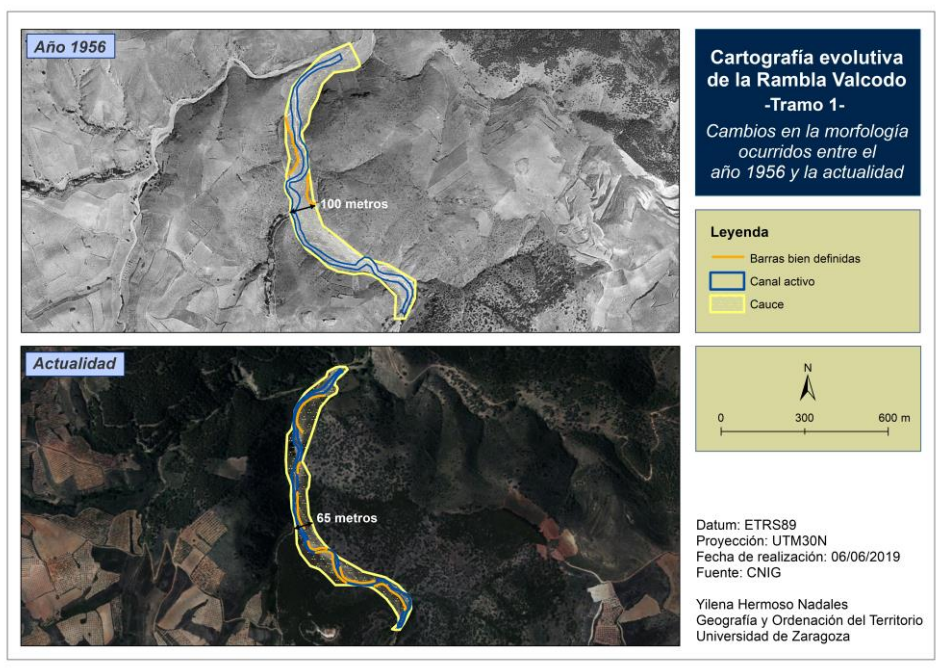 Año 1956
100 metros
Actualidad
65 metros
Cartografía evolutiva
de la Rambla Valcodo
-Tramo 1-
Cambios en la morfología
ocurridos entre el
año 1956 y la actualidad
Leyenda
Barras bien definidas
Canal activo
Cauce
N
0 300 600 m
Datum: ETRS89
Proyección: UTM30N
Fecha de realización: 06/06/2019
Fuente: CNIG
Yilena Hermoso Nadales
Geografía y Ordenación del Territorio
Universidad de Zaragoza